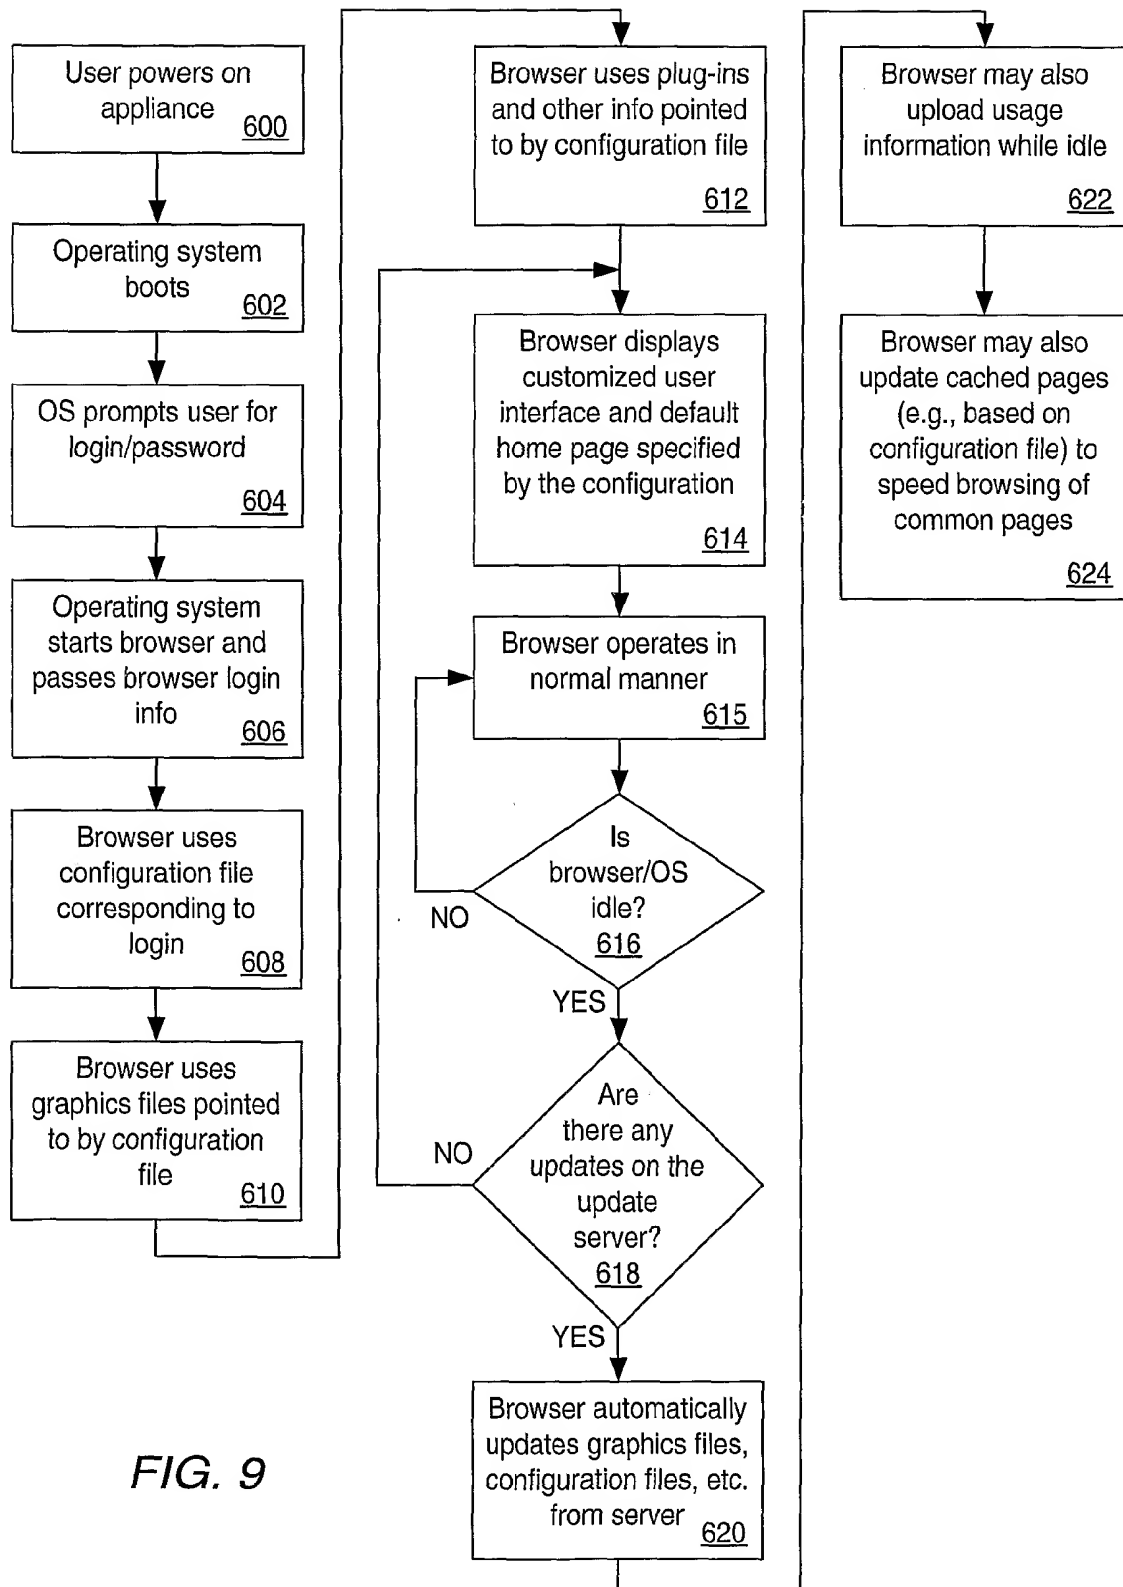 User powers on
appliance
600
Operating system
boots
602
OS prompts user for
login/password
604
Operating system
starts browser and
passes browser login
info
606
Browser uses
configuration file
corresponding to
login
608
Browser uses
graphics files pointed
to by configuration
file
610
Browser uses plug-ins
and other info pointed
to by configuration file
612
Browser displays
customized user
interface and default
home page specified
by the configuration
614
Browser operates in
normal manner
615
Is
browser/OS
idle?
616
NO
YES
Are
there any
updates on the
update
server?
618
NO
YES
Browser automatically
updates graphics files,
configuration files, etc.
from server
620
Browser may also
upload usage
information while idle
622
Browser may also
update cached pages
(e.g., based on
configuration file) to
speed browsing of
common pages
624
FIG. 9